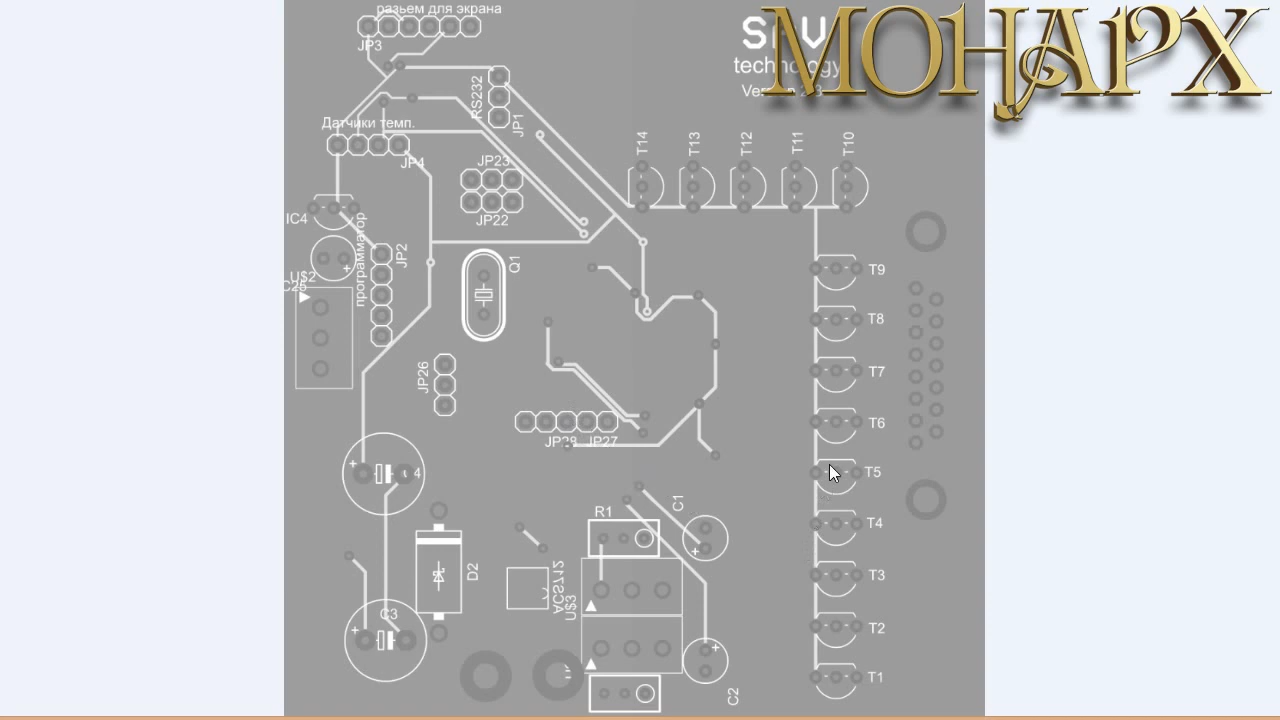 разьем для экрана
JP3
МОНАРХ
technology
RS232
JP1
Датчики темп.
JP4
T14
T13
T12
T11
T10
JP23
JP22
IC4
программатор
JP2
Q1
U$2
C25
T9
T8
T7
T6
T5
T4
T3
T2
T1
JP26
JP28 JP27
4
R1
C1
D2
ACS712
U$3
C3
C2